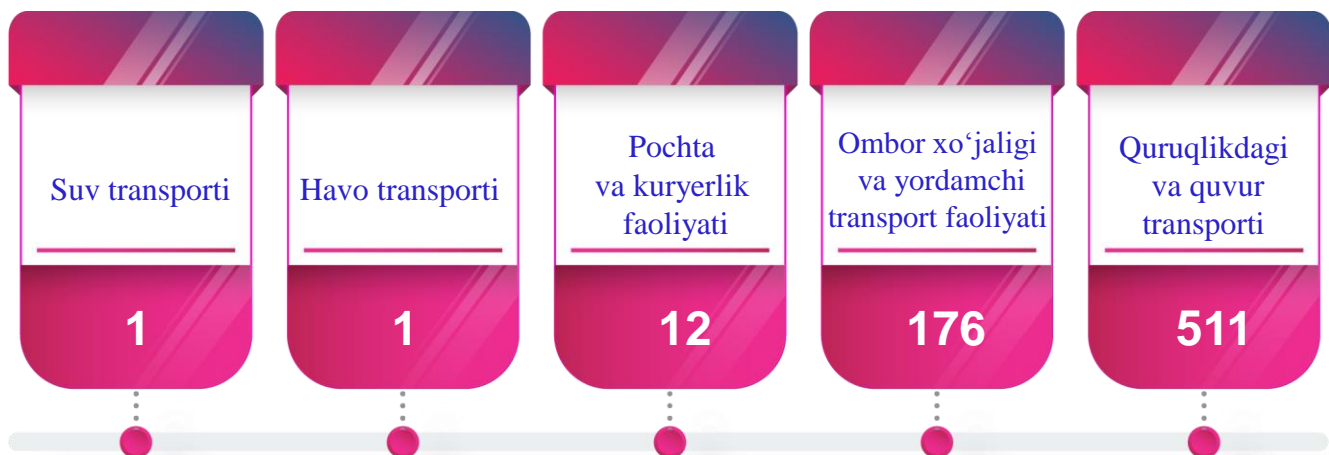 Suv transporti
1
Havo transporti
1
Pochta
va kuryerlik
faoliyati
12
Ombor xo‘jaligi
va yordamchi
transport faoliyati
176
Quruqlikdagi
va quvur
transporti
511